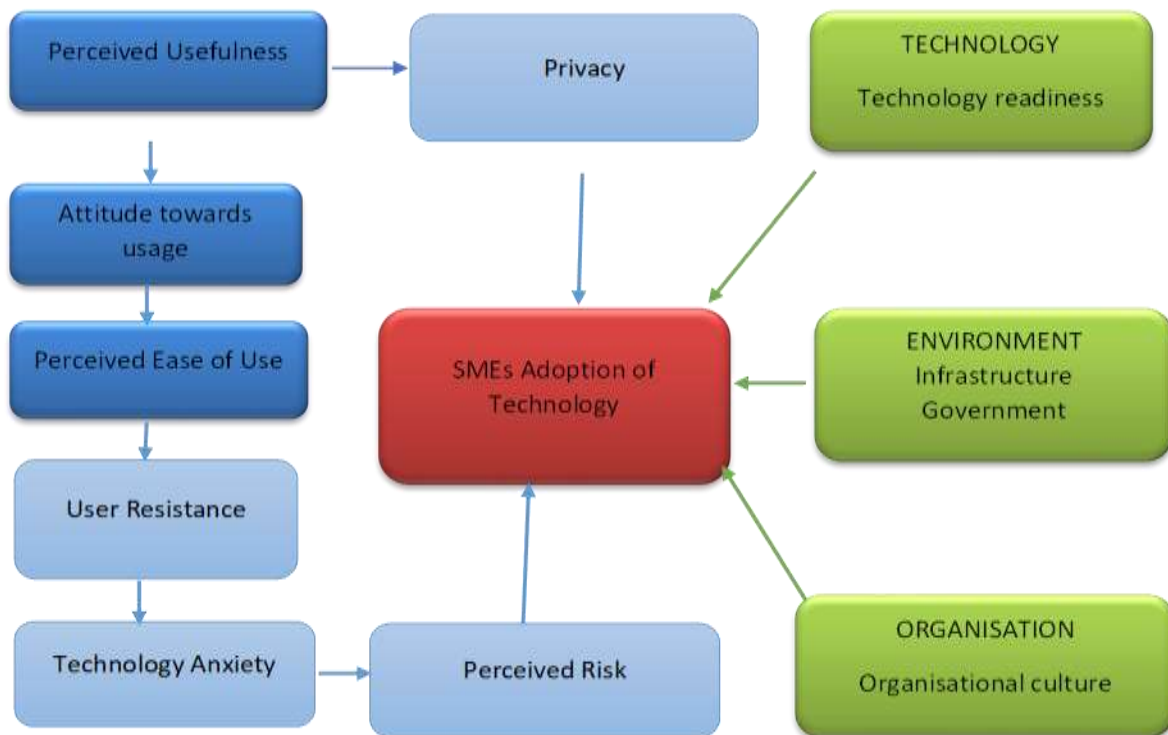 Perceived Usefulness
Privacy
TECHNOLOGY
Technology readiness
Attitude towards
usage
Perceived Ease of Use
SMEs Adoption of
Technology
ENVIRONMENT
Infrastructure
Government
User Resistance
Technology Anxiety
Perceived Risk
ORGANISATION
Organisational culture